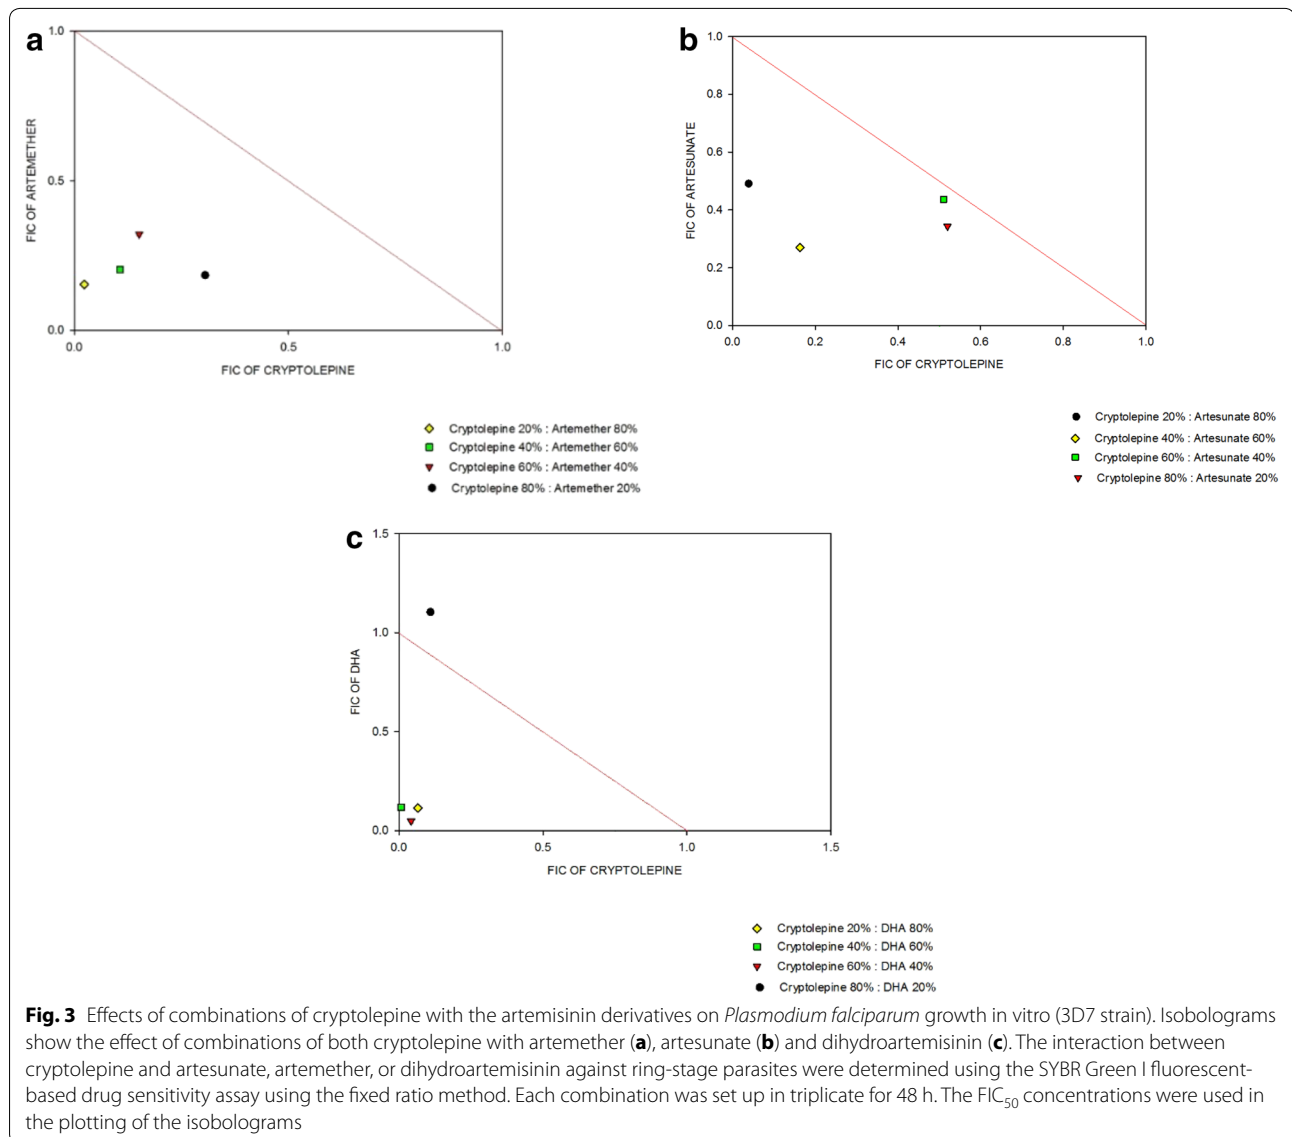 a
1.0
0.5
0.0
0.0 0.5 1.0
FIC OF ARTEMETHER
FIC OF CRYPTOLEPINE
Cryptolepine 20% : Artemether 80%
Cryptolepine 40% : Artemether 60%
Cryptolepine 60% : Artemether 40%
Cryptolepine 80% : Artemether 20%
b
1.0
0.8
0.6
0.4
0.2
0.0
0.0 0.2 0.4 0.6 0.8 1.0
FIC OF ARTESUNATE
FIC OF CRYPTOLEPINE
Cryptolepine 20% : Artesunate 80%
Cryptolepine 40% : Artesunate 60%
Cryptolepine 60% : Artesunate 40%
Cryptolepine 80% : Artesunate 20%
c
1.5
1.0
0.5
0.0
0.0 0.5 1.0 1.5
FIC OF DHA
FIC OF CRYPTOLEPINE
Cryptolepine 20% : DHA 80%
Cryptolepine 40% : DHA 60%
Cryptolepine 60% : DHA 40%
Cryptolepine 80% : DHA 20%
Fig. 3 Effects of combinations of cryptolepine with the artemisinin derivatives on Plasmodium falciparum growth in vitro (3D7 strain). Isobolograms
show the effect of combinations of both cryptolepine with artemether (a), artesunate (b) and dihydroartemisinin (c). The interaction between
cryptolepine and artesunate, artemether, or dihydroartemisinin against ring-stage parasites were determined using the SYBR Green I fluorescent-
based drug sensitivity assay using the fixed ratio method. Each combination was set up in triplicate for 48 h. The FIC50 concentrations were used in
the plotting of the isobolograms